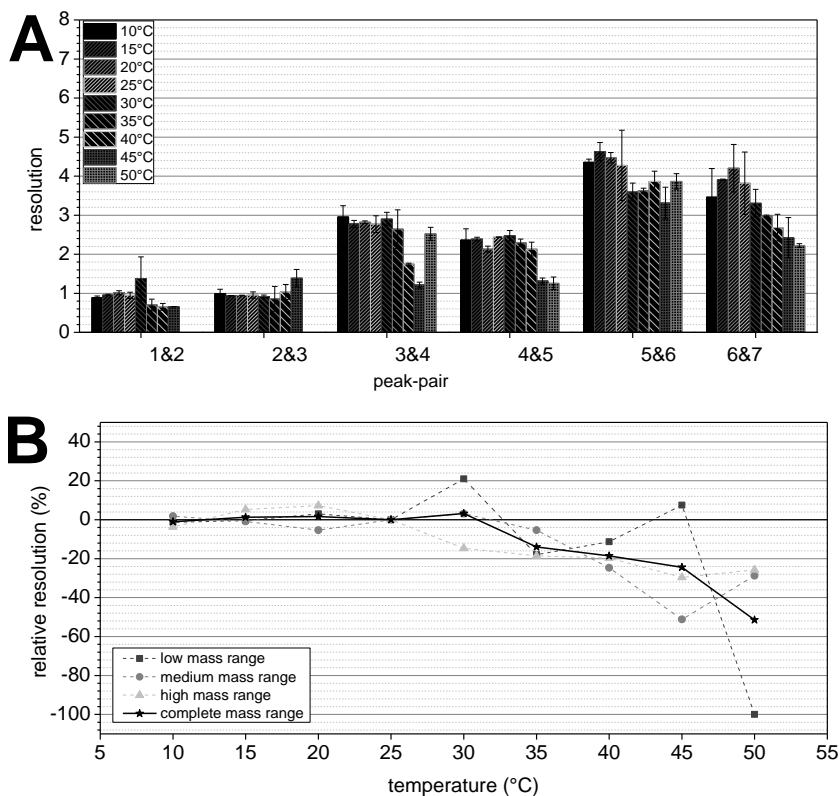 A
8
7
6
5
4
3
2
1
0
resolution
10°C
15°C
20°C
25°C
30°C
35°C
40°C
45°C
50°C
1&2 2&3 3&4 4&5 5&6 6&7
peak-pair
B
40
20
0
-20
-40
-60
-80
-100
relative resolution (%)
low mass range
medium mass range
high mass range
complete mass range
5 10 15 20 25 30 35 40 45 50 55
temperature (°C)